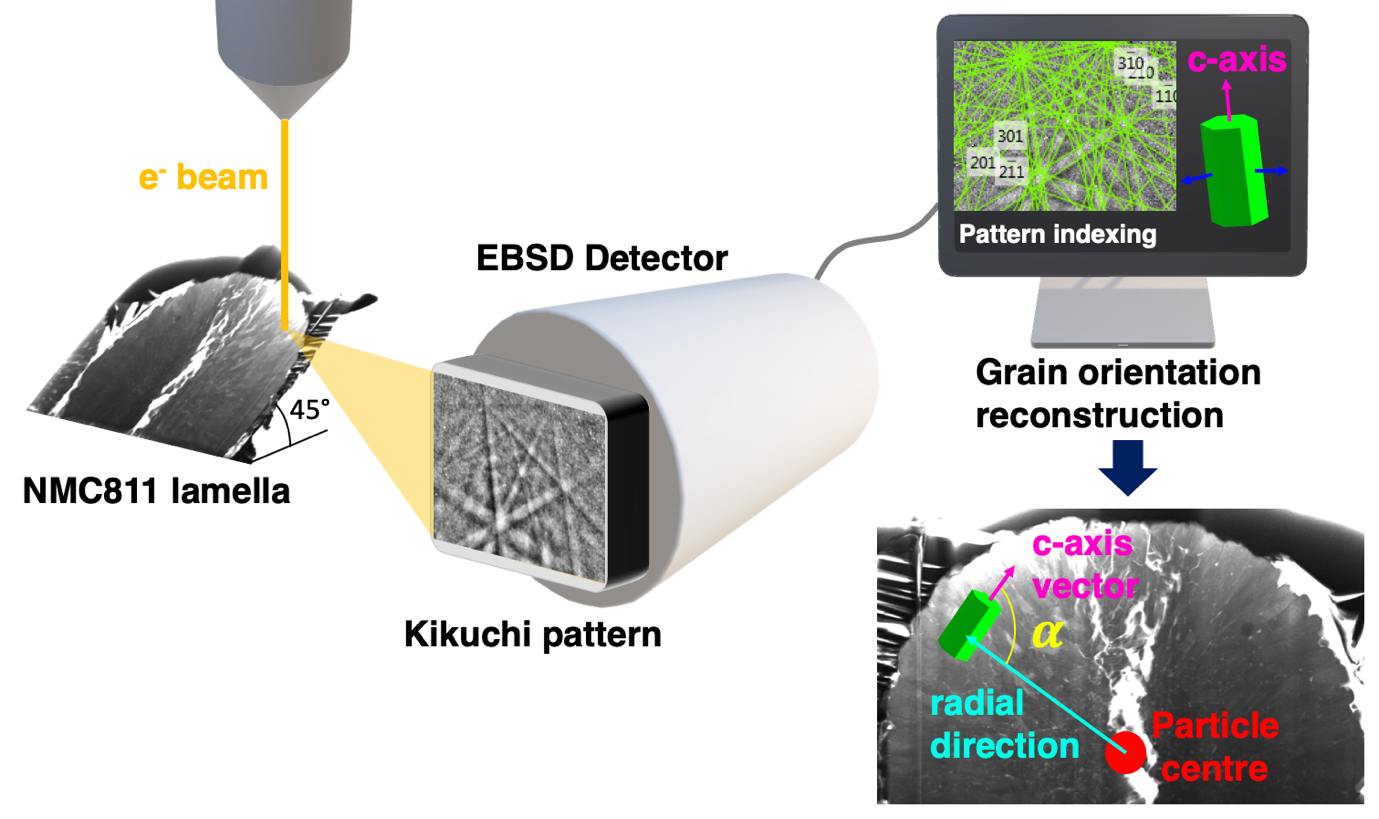 e- beam
45°
NMC811 lamella
EBSD Detector
Kikuchi pattern
310
210
110
301
201
211
c-axis
Pattern indexing
Grain orientation
reconstruction
c-axis
vector
α
radial
direction
Particle
centre